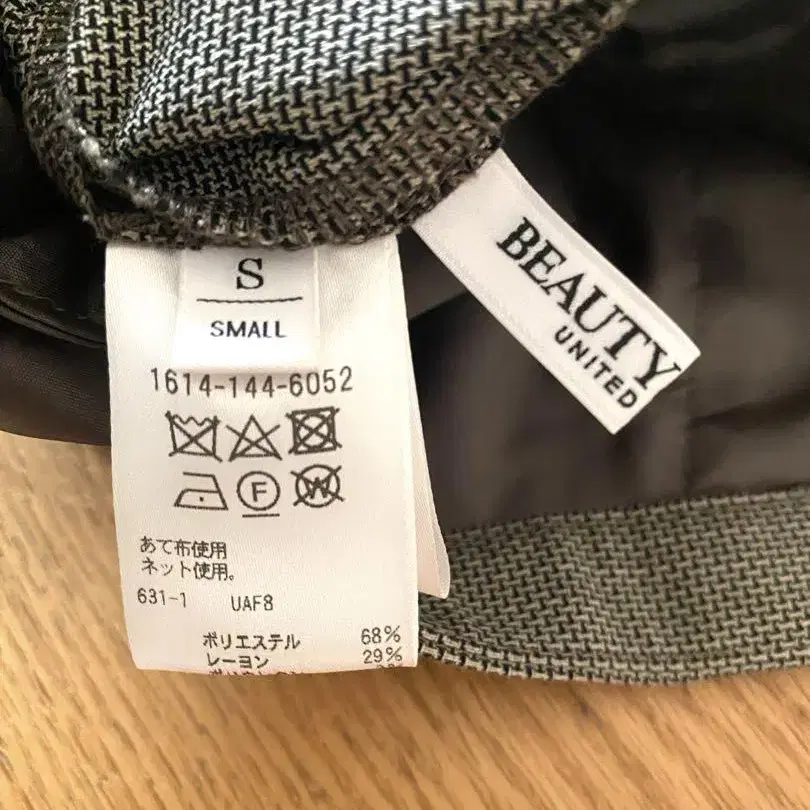 S
SMALL
1614-144-6052
F
W
あて布使用
ネット使用。
631-1 UAF8
ポリエステル 68%
レーヨン 29%
BEAUTY
UNITED